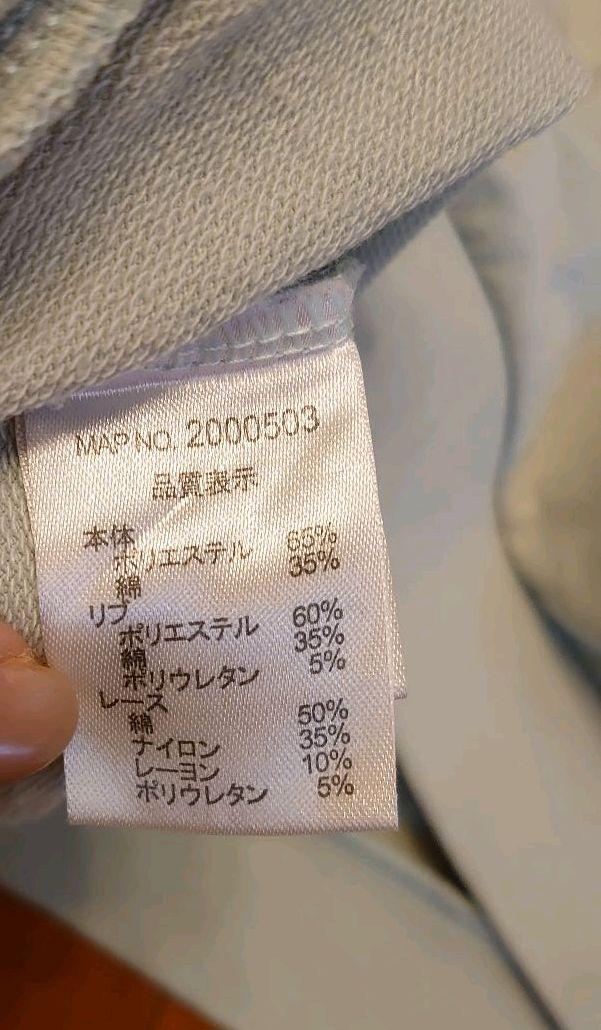 MAP NO. 2000503
品質表示
本体
ポリエステル 65%
綿 35%
リブ
ポリエステル 60%
綿 35%
ポリウレタン 5%
レース
綿 50%
ナイロン 35%
レーヨン 10%
ポリウレタン 5%